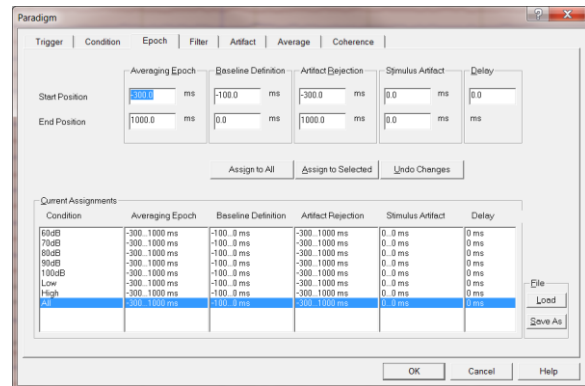 Paradigm
Trigger Condition Epoch Filter Artifact Average Coherence
Averaging Epoch Baseline Definition Artifact Rejection Stimulus Artifact Delay
Start Position -300.0 ms -100.0 ms -300.0 ms 0.0 ms 0.0
End Position 1000.0 ms 0.0 ms 1000.0 ms 0.0 ms ms
Assign to All Assign to Selected Undo Changes
Current Assignments
Condition Averaging Epoch Baseline Definition Artifact Rejection Stimulus Artifact Delay
60dB -300...1000 ms -100...0 ms -300...1000 ms 0...0 ms 0 ms
70dB -300...1000 ms -100...0 ms -300...1000 ms 0...0 ms 0 ms
80dB -300...1000 ms -100...0 ms -300...1000 ms 0...0 ms 0 ms
90dB -300...1000 ms -100...0 ms -300...1000 ms 0...0 ms 0 ms
100dB -300...1000 ms -100...0 ms -300...1000 ms 0...0 ms 0 ms
Low -300...1000 ms -100...0 ms -300...1000 ms 0...0 ms 0 ms
High -300...1000 ms -100...0 ms -300...1000 ms 0...0 ms 0 ms
All -300...1000 ms -100...0 ms -300...1000 ms 0...0 ms 0 ms
File
Load
Save As
OK Cancel Help